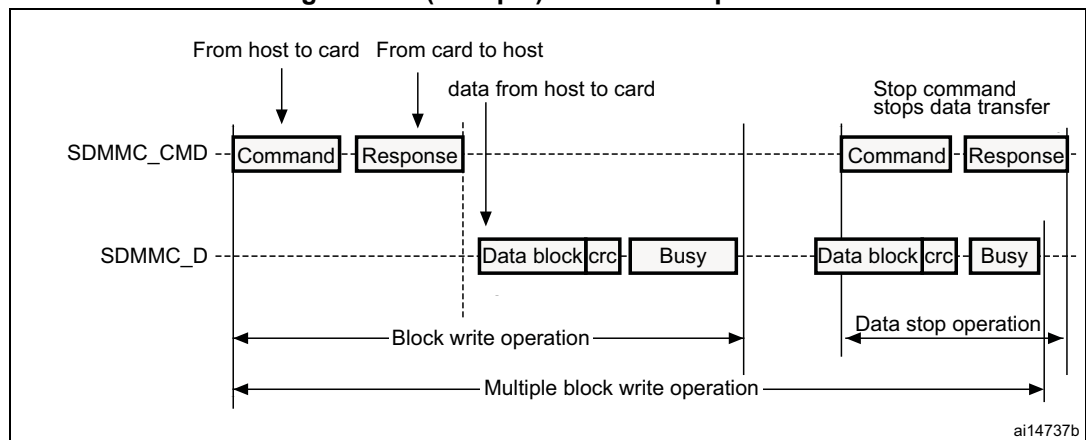 From host to card From card to host
data from host to card
Stop command
stops data transfer
SDMMC_CMD Command Response Command Response
SDMMC_D Data block crc Busy Data block crc Busy
Block write operation Data stop operation
Multiple block write operation
ai14737b